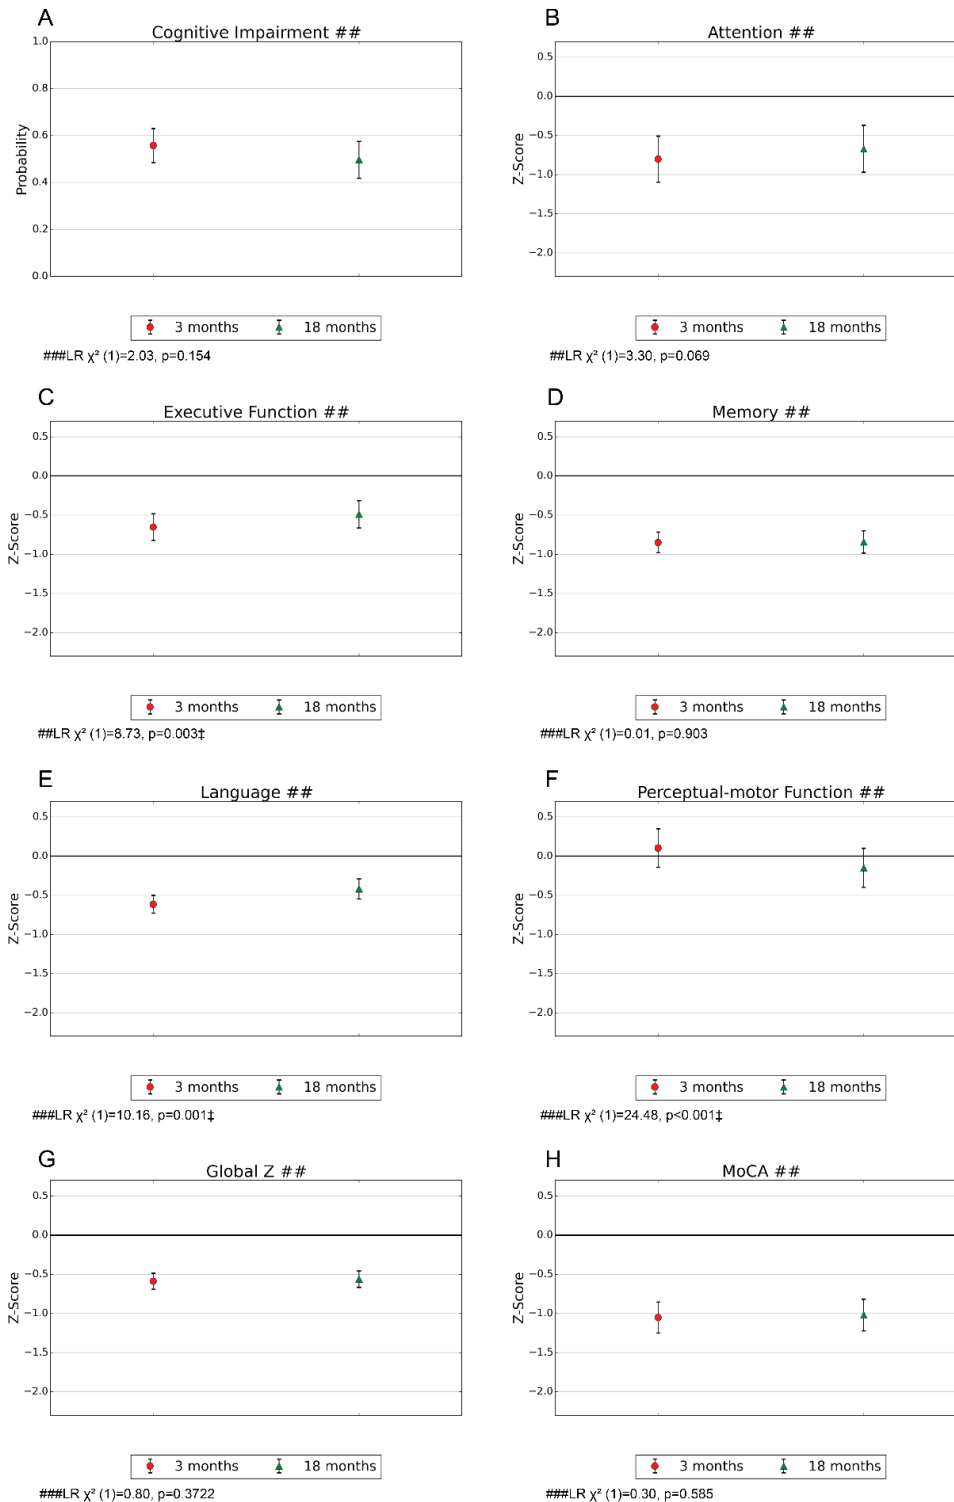 A
Cognitive Impairment ##
1.0
0.8
0.6
0.4
0.2
0.0
Probability
3 months 18 months
###LR χ² (1)=2.03, p=0.154
B
Attention ##
0.5
0.0
−0.5
−1.0
−1.5
−2.0
Z-Score
3 months 18 months
##LR χ² (1)=3.30, p=0.069
C
Executive Function ##
0.5
0.0
−0.5
−1.0
−1.5
−2.0
Z-Score
3 months 18 months
##LR χ² (1)=8.73, p=0.003‡
D
Memory ##
0.5
0.0
−0.5
−1.0
−1.5
−2.0
Z-Score
3 months 18 months
###LR χ² (1)=0.01, p=0.903
E
Language ##
0.5
0.0
−0.5
−1.0
−1.5
−2.0
Z-Score
3 months 18 months
###LR χ² (1)=10.16, p=0.001‡
F
Perceptual-motor Function ##
0.5
0.0
−0.5
−1.0
−1.5
−2.0
Z-Score
3 months 18 months
###LR χ² (1)=24.48, p<0.001‡
G
Global Z ##
0.5
0.0
−0.5
−1.0
−1.5
−2.0
Z-Score
3 months 18 months
###LR χ² (1)=0.80, p=0.3722
H
MoCA ##
0.5
0.0
−0.5
−1.0
−1.5
−2.0
Z-Score
3 months 18 months
###LR χ² (1)=0.30, p=0.585